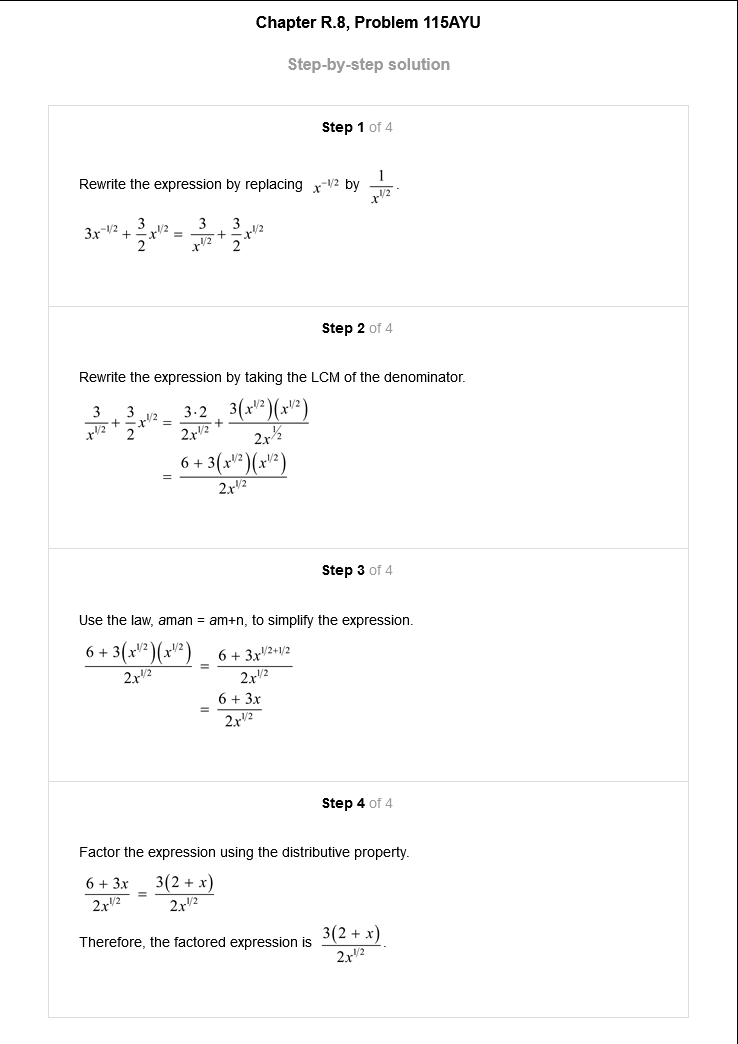 Chapter R.8, Problem 115AYU
Step-by-step solution
Step 1 of 4
Rewrite the expression by replacing x^{-1/2} by \frac{1}{x^{1/2}}.
3x^{-1/2} + \frac{3}{2}x^{1/2} = \frac{3}{x^{1/2}} + \frac{3}{2}x^{1/2}
Step 2 of 4
Rewrite the expression by taking the LCM of the denominator.
\frac{3}{x^{1/2}} + \frac{3}{2}x^{1/2} = \frac{3·2}{2x^{1/2}} + \frac{3(x^{1/2})(x^{1/2})}{2x^{1/2}}
= \frac{6 + 3(x^{1/2})(x^{1/2})}{2x^{1/2}}
Step 3 of 4
Use the law, aman = am+n, to simplify the expression.
\frac{6 + 3(x^{1/2})(x^{1/2})}{2x^{1/2}} = \frac{6 + 3x^{1/2+1/2}}{2x^{1/2}}
= \frac{6 + 3x}{2x^{1/2}}
Step 4 of 4
Factor the expression using the distributive property.
\frac{6 + 3x}{2x^{1/2}} = \frac{3(2 + x)}{2x^{1/2}}
Therefore, the factored expression is \frac{3(2 + x)}{2x^{1/2}}.